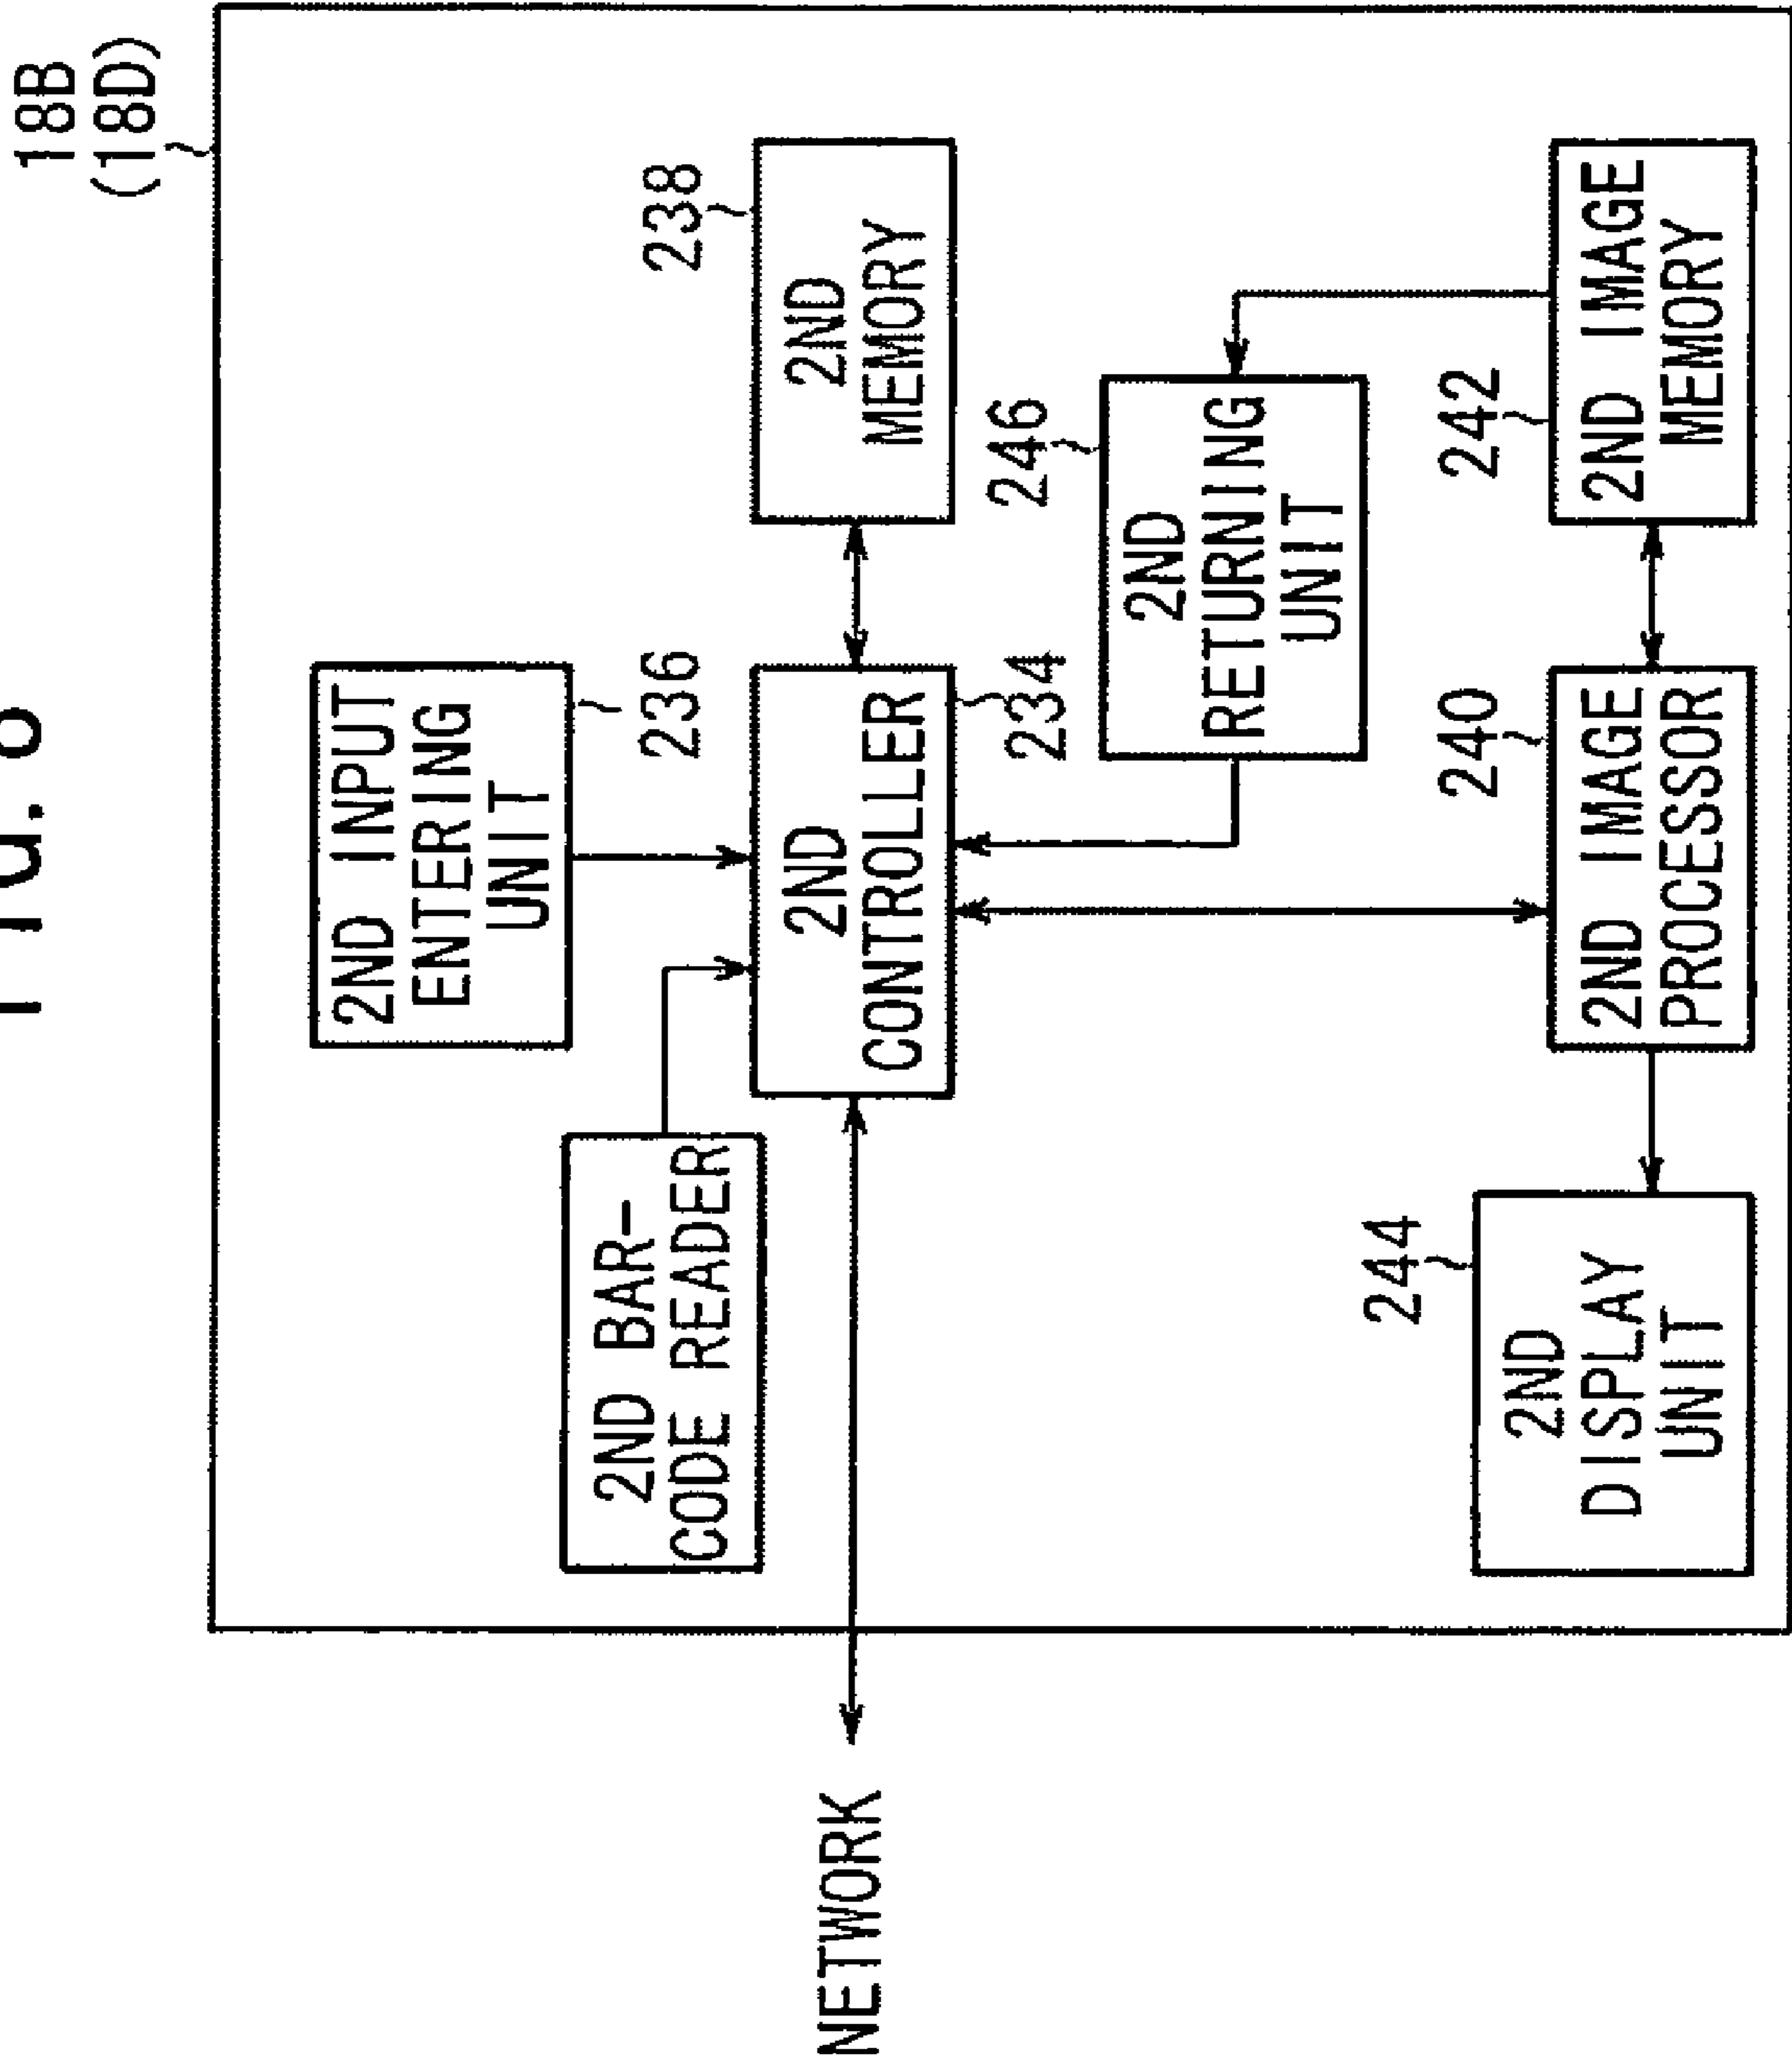 FIG.
18B
(18D)
2ND INPUT
ENTERING
UNIT
236
238
2ND BAR-
CODE READER
NETWORK
2ND
CONTROLLER
234
2ND
MEMORY
246
2ND
RETURNING
UNIT
244
240
242
2ND
DISPLAY
UNIT
2ND IMAGE
PROCESSOR
2ND IMAGE
MEMORY